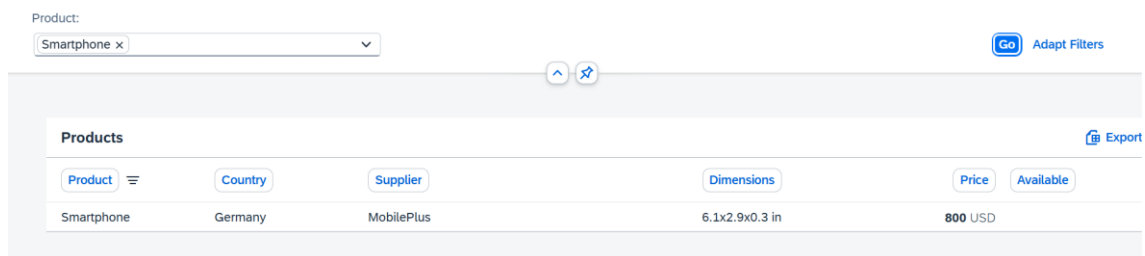 Product:
Smartphone ×
Go Adapt Filters
Products
Export
Product Country Supplier Dimensions Price Available
Smartphone Germany MobilePlus 6.1x2.9x0.3 in 800 USD